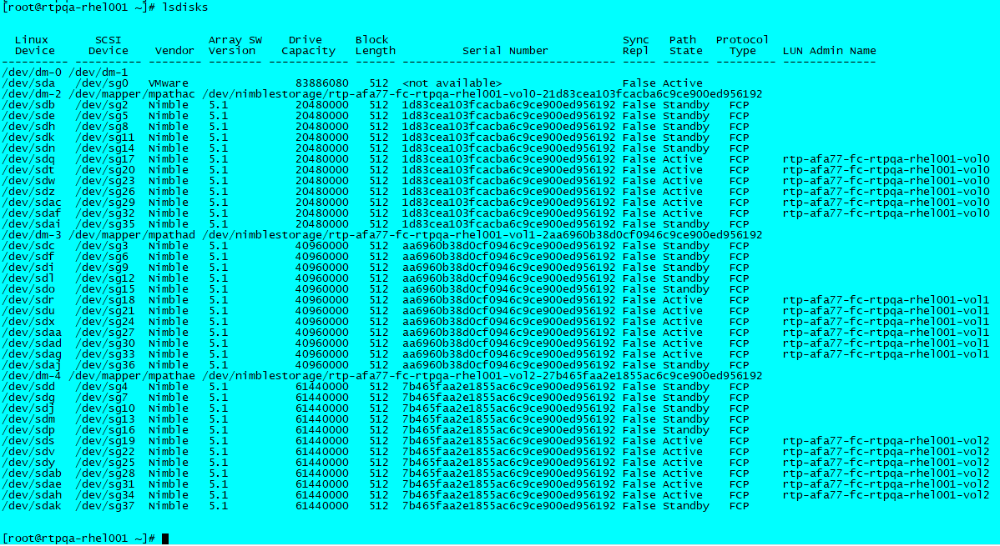 [root@rtpqa-rhel001 ~]# lsdisks
Linux SCSI Array SW Drive Block Sync Path Protocol
Device Device Vendor Version Capacity Length Serial Number Repl State Type LUN Admin Name
-------- -------- -------- -------- ------------ ------ -------------------------------- ----- ------- -------- --------------
/dev/dm-0 /dev/dm-1
/dev/sda /dev/sg0 VMware 83886080 512 <not available> False Active
/dev/dm-2 /dev/mapper/mpathac /dev/nimblestorage/rtp-afa77-fc-rtpqa-rhel001-vol0-21d83cea103fcacba6c9ce900ed956192
/dev/sdb /dev/sg2 Nimble 5.1 20480000 512 1d83cea103fcacba6c9ce900ed956192 False Standby FCP
/dev/sde /dev/sg5 Nimble 5.1 20480000 512 1d83cea103fcacba6c9ce900ed956192 False Standby FCP
/dev/sdh /dev/sg8 Nimble 5.1 20480000 512 1d83cea103fcacba6c9ce900ed956192 False Standby FCP
/dev/sdk /dev/sg11 Nimble 5.1 20480000 512 1d83cea103fcacba6c9ce900ed956192 False Standby FCP
/dev/sdn /dev/sg14 Nimble 5.1 20480000 512 1d83cea103fcacba6c9ce900ed956192 False Standby FCP
/dev/sdq /dev/sg17 Nimble 5.1 20480000 512 1d83cea103fcacba6c9ce900ed956192 False Active FCP rtp-afa77-fc-rtpqa-rhel001-vol0
/dev/sdt /dev/sg20 Nimble 5.1 20480000 512 1d83cea103fcacba6c9ce900ed956192 False Active FCP rtp-afa77-fc-rtpqa-rhel001-vol0
/dev/sdw /dev/sg23 Nimble 5.1 20480000 512 1d83cea103fcacba6c9ce900ed956192 False Active FCP rtp-afa77-fc-rtpqa-rhel001-vol0
/dev/sdz /dev/sg26 Nimble 5.1 20480000 512 1d83cea103fcacba6c9ce900ed956192 False Active FCP rtp-afa77-fc-rtpqa-rhel001-vol0
/dev/sdac /dev/sg29 Nimble 5.1 20480000 512 1d83cea103fcacba6c9ce900ed956192 False Active FCP rtp-afa77-fc-rtpqa-rhel001-vol0
/dev/sdaf /dev/sg32 Nimble 5.1 20480000 512 1d83cea103fcacba6c9ce900ed956192 False Active FCP rtp-afa77-fc-rtpqa-rhel001-vol0
/dev/sdai /dev/sg35 Nimble 5.1 20480000 512 1d83cea103fcacba6c9ce900ed956192 False Standby FCP
/dev/dm-3 /dev/mapper/mpathad /dev/nimblestorage/rtp-afa77-fc-rtpqa-rhel001-vol1-2aa6960b38d0cf0946c9ce900ed956192
/dev/sdc /dev/sg3 Nimble 5.1 40960000 512 aa6960b38d0cf0946c9ce900ed956192 False Standby FCP
/dev/sdf /dev/sg6 Nimble 5.1 40960000 512 aa6960b38d0cf0946c9ce900ed956192 False Standby FCP
/dev/sdi /dev/sg9 Nimble 5.1 40960000 512 aa6960b38d0cf0946c9ce900ed956192 False Standby FCP
/dev/sdl /dev/sg12 Nimble 5.1 40960000 512 aa6960b38d0cf0946c9ce900ed956192 False Standby FCP
/dev/sdo /dev/sg15 Nimble 5.1 40960000 512 aa6960b38d0cf0946c9ce900ed956192 False Standby FCP
/dev/sdr /dev/sg18 Nimble 5.1 40960000 512 aa6960b38d0cf0946c9ce900ed956192 False Active FCP rtp-afa77-fc-rtpqa-rhel001-vol1
/dev/sdu /dev/sg21 Nimble 5.1 40960000 512 aa6960b38d0cf0946c9ce900ed956192 False Active FCP rtp-afa77-fc-rtpqa-rhel001-vol1
/dev/sdx /dev/sg24 Nimble 5.1 40960000 512 aa6960b38d0cf0946c9ce900ed956192 False Active FCP rtp-afa77-fc-rtpqa-rhel001-vol1
/dev/sdaa /dev/sg27 Nimble 5.1 40960000 512 aa6960b38d0cf0946c9ce900ed956192 False Active FCP rtp-afa77-fc-rtpqa-rhel001-vol1
/dev/sdad /dev/sg30 Nimble 5.1 40960000 512 aa6960b38d0cf0946c9ce900ed956192 False Active FCP rtp-afa77-fc-rtpqa-rhel001-vol1
/dev/sdag /dev/sg33 Nimble 5.1 40960000 512 aa6960b38d0cf0946c9ce900ed956192 False Active FCP rtp-afa77-fc-rtpqa-rhel001-vol1
/dev/sdaj /dev/sg36 Nimble 5.1 40960000 512 aa6960b38d0cf0946c9ce900ed956192 False Standby FCP
/dev/dm-4 /dev/mapper/mpathae /dev/nimblestorage/rtp-afa77-fc-rtpqa-rhel001-vol2-27b465faa2e1855ac6c9ce900ed956192
/dev/sdd /dev/sg4 Nimble 5.1 61440000 512 7b465faa2e1855ac6c9ce900ed956192 False Standby FCP
/dev/sdg /dev/sg7 Nimble 5.1 61440000 512 7b465faa2e1855ac6c9ce900ed956192 False Standby FCP
/dev/sdj /dev/sg10 Nimble 5.1 61440000 512 7b465faa2e1855ac6c9ce900ed956192 False Standby FCP
/dev/sdm /dev/sg13 Nimble 5.1 61440000 512 7b465faa2e1855ac6c9ce900ed956192 False Standby FCP
/dev/sdp /dev/sg16 Nimble 5.1 61440000 512 7b465faa2e1855ac6c9ce900ed956192 False Standby FCP
/dev/sds /dev/sg19 Nimble 5.1 61440000 512 7b465faa2e1855ac6c9ce900ed956192 False Active FCP rtp-afa77-fc-rtpqa-rhel001-vol2
/dev/sdv /dev/sg22 Nimble 5.1 61440000 512 7b465faa2e1855ac6c9ce900ed956192 False Active FCP rtp-afa77-fc-rtpqa-rhel001-vol2
/dev/sdy /dev/sg25 Nimble 5.1 61440000 512 7b465faa2e1855ac6c9ce900ed956192 False Active FCP rtp-afa77-fc-rtpqa-rhel001-vol2
/dev/sdab /dev/sg28 Nimble 5.1 61440000 512 7b465faa2e1855ac6c9ce900ed956192 False Active FCP rtp-afa77-fc-rtpqa-rhel001-vol2
/dev/sdae /dev/sg31 Nimble 5.1 61440000 512 7b465faa2e1855ac6c9ce900ed956192 False Active FCP rtp-afa77-fc-rtpqa-rhel001-vol2
/dev/sdah /dev/sg34 Nimble 5.1 61440000 512 7b465faa2e1855ac6c9ce900ed956192 False Active FCP rtp-afa77-fc-rtpqa-rhel001-vol2
/dev/sdak /dev/sg37 Nimble 5.1 61440000 512 7b465faa2e1855ac6c9ce900ed956192 False Standby FCP
[root@rtpqa-rhel001 ~]#